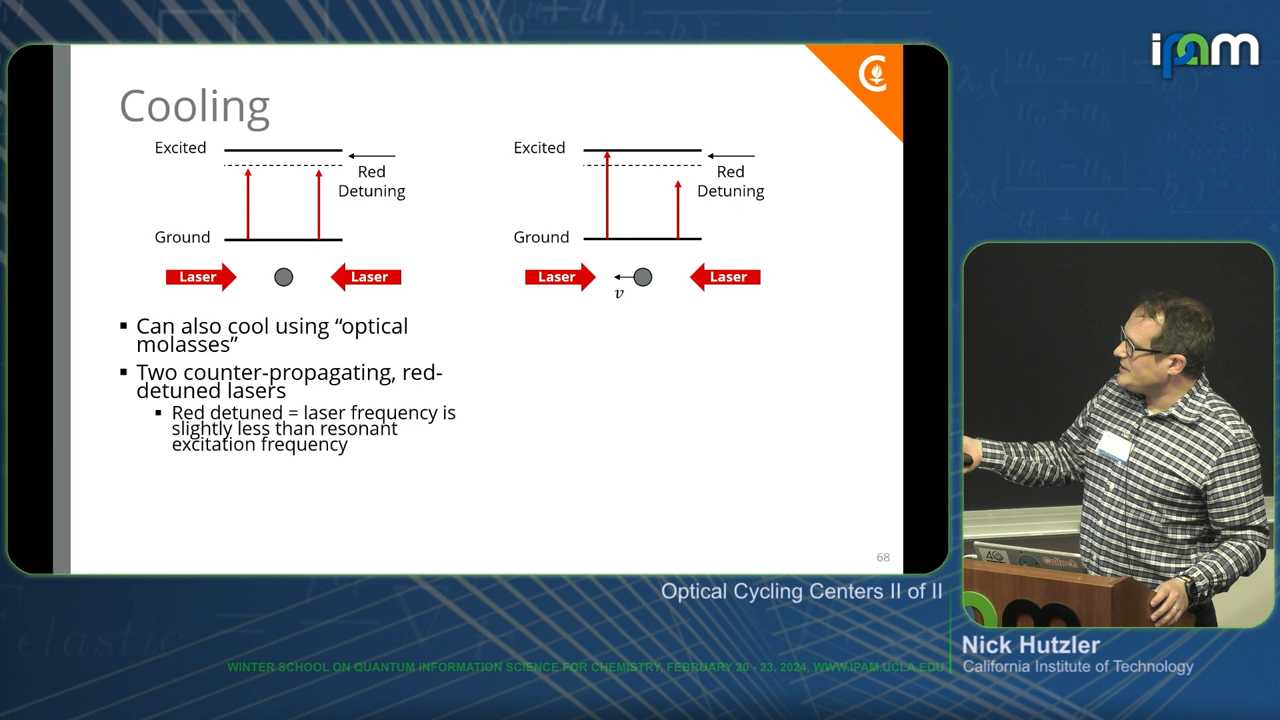 ipam
Cooling
Excited
Red
Detuning
Ground
Laser
Laser
Excited
Red
Detuning
Ground
Laser
v
Laser
▪ Can also cool using “optical
molasses”
▪ Two counter-propagating, red-
detuned lasers
▪ Red detuned = laser frequency is
slightly less than resonant
excitation frequency
68
Optical Cycling Centers II of II
Nick Hutzler
California Institute of Technology
WINTER SCHOOL ON QUANTUM INFORMATION SCIENCE FOR CHEMISTRY, FEBRUARY 20 - 23, 2024, WWW.IPAM.UCLA.EDU
Caltech